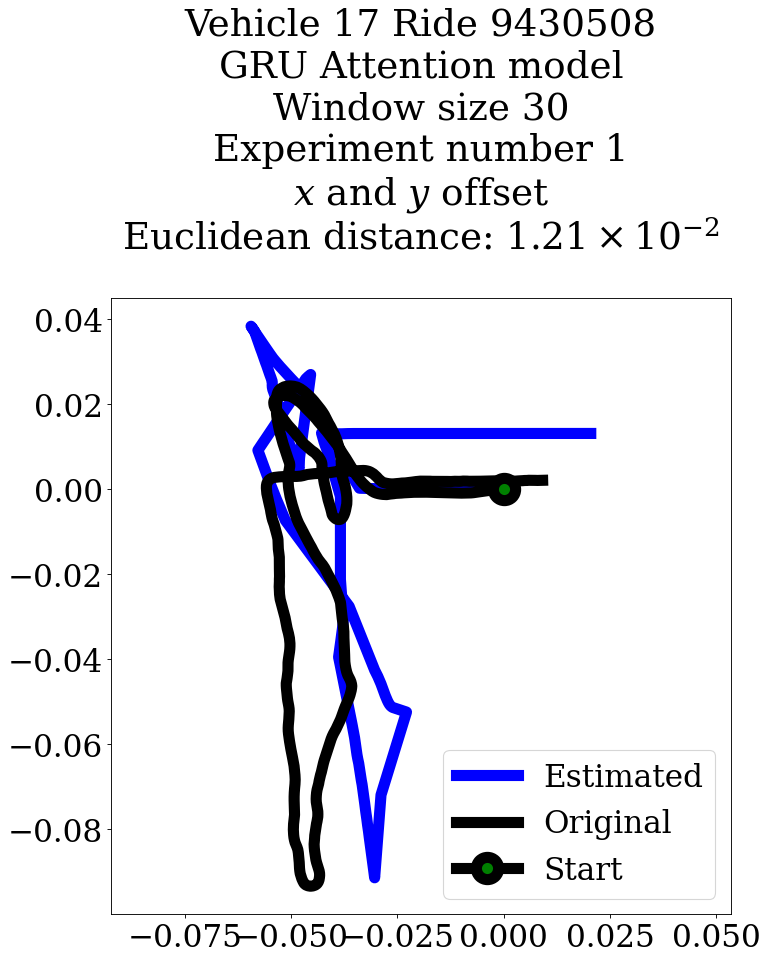 Vehicle 17 Ride 9430508
GRU Attention model
Window size 30
Experiment number 1
x and y offset
Euclidean distance: 1.21 × 10⁻²
0.04
0.02
0.00
−0.02
−0.04
−0.06
−0.08
Estimated
Original
Start
−0.075 −0.050 −0.025 0.000 0.025 0.050